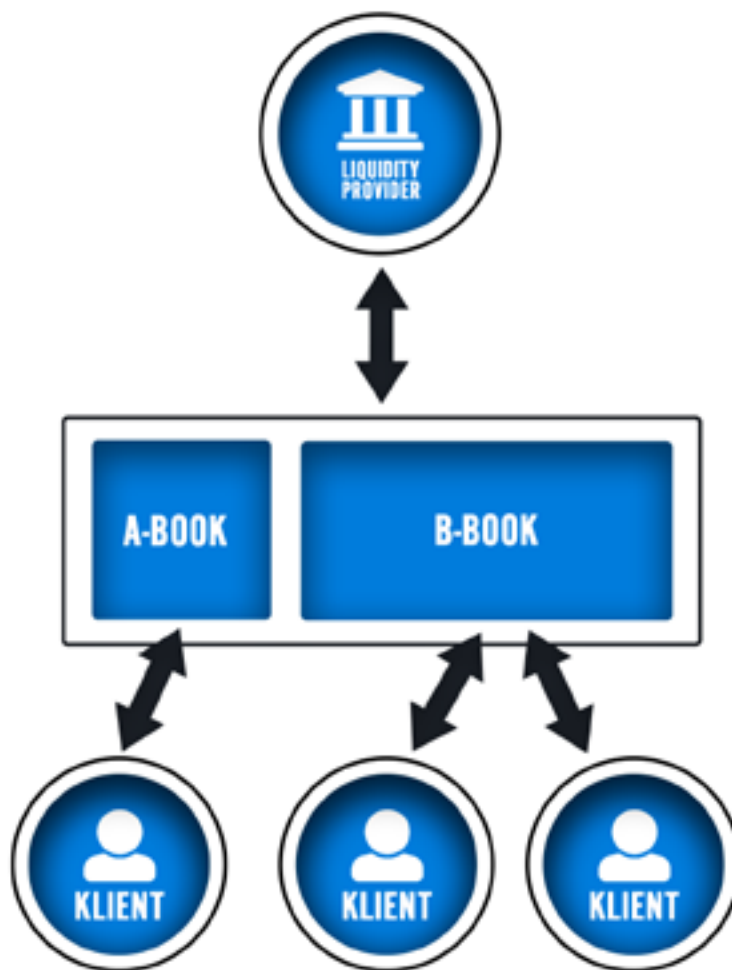 LIQUIDITY
PROVIDER
A-BOOK
B-BOOK
KLIENT
KLIENT
KLIENT